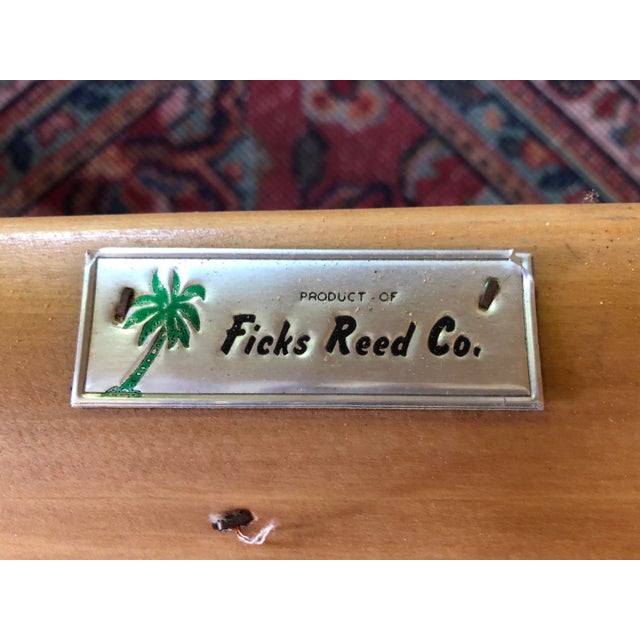 PRODUCT - OF
Ficks Reed Co.